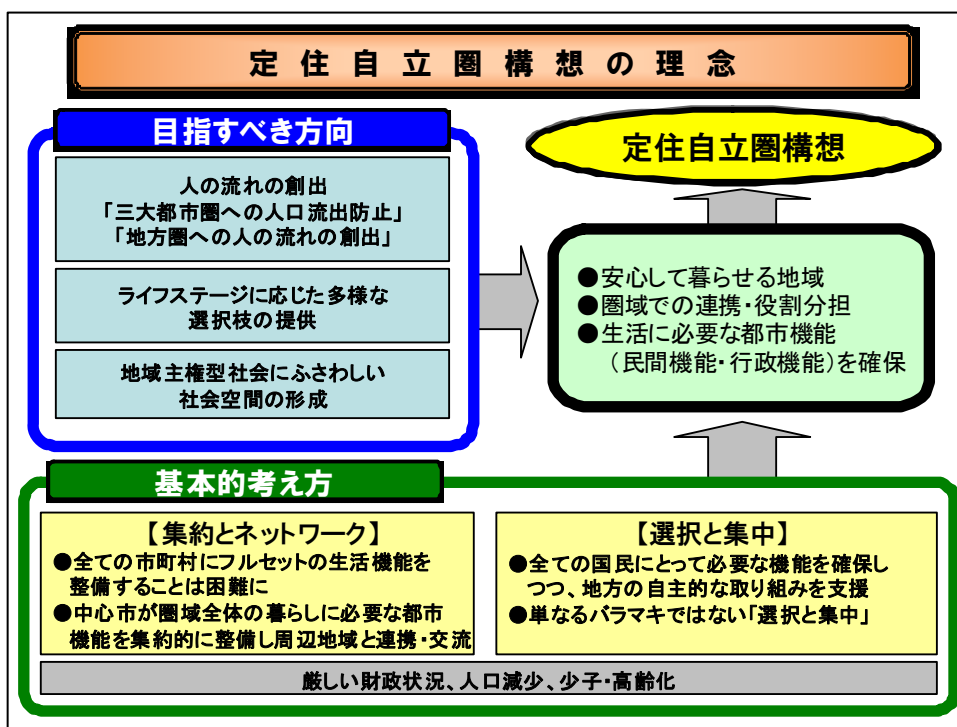 定住自立圏構想の理念
目指すべき方向
人の流れの創出
「三大都市圏への人口流出防止」
「地方圏への人の流れの創出」
ライフステージに応じた多様な
選択枝の提供
地域主権型社会にふさわしい
社会空間の形成
定住自立圏構想
●安心して暮らせる地域
●圏域での連携・役割分担
●生活に必要な都市機能
（民間機能・行政機能）を確保
基本的考え方
【集約とネットワーク】
●全ての市町村にフルセットの生活機能を
整備することは困難に
●中心市が圏域全体の暮らしに必要な都市
機能を集約的に整備し周辺地域と連携・交流
【選択と集中】
●全ての国民にとって必要な機能を確保し
つつ、地方の自主的な取り組みを支援
●単なるバラマキではない「選択と集中」
厳しい財政状況、人口減少、少子・高齢化